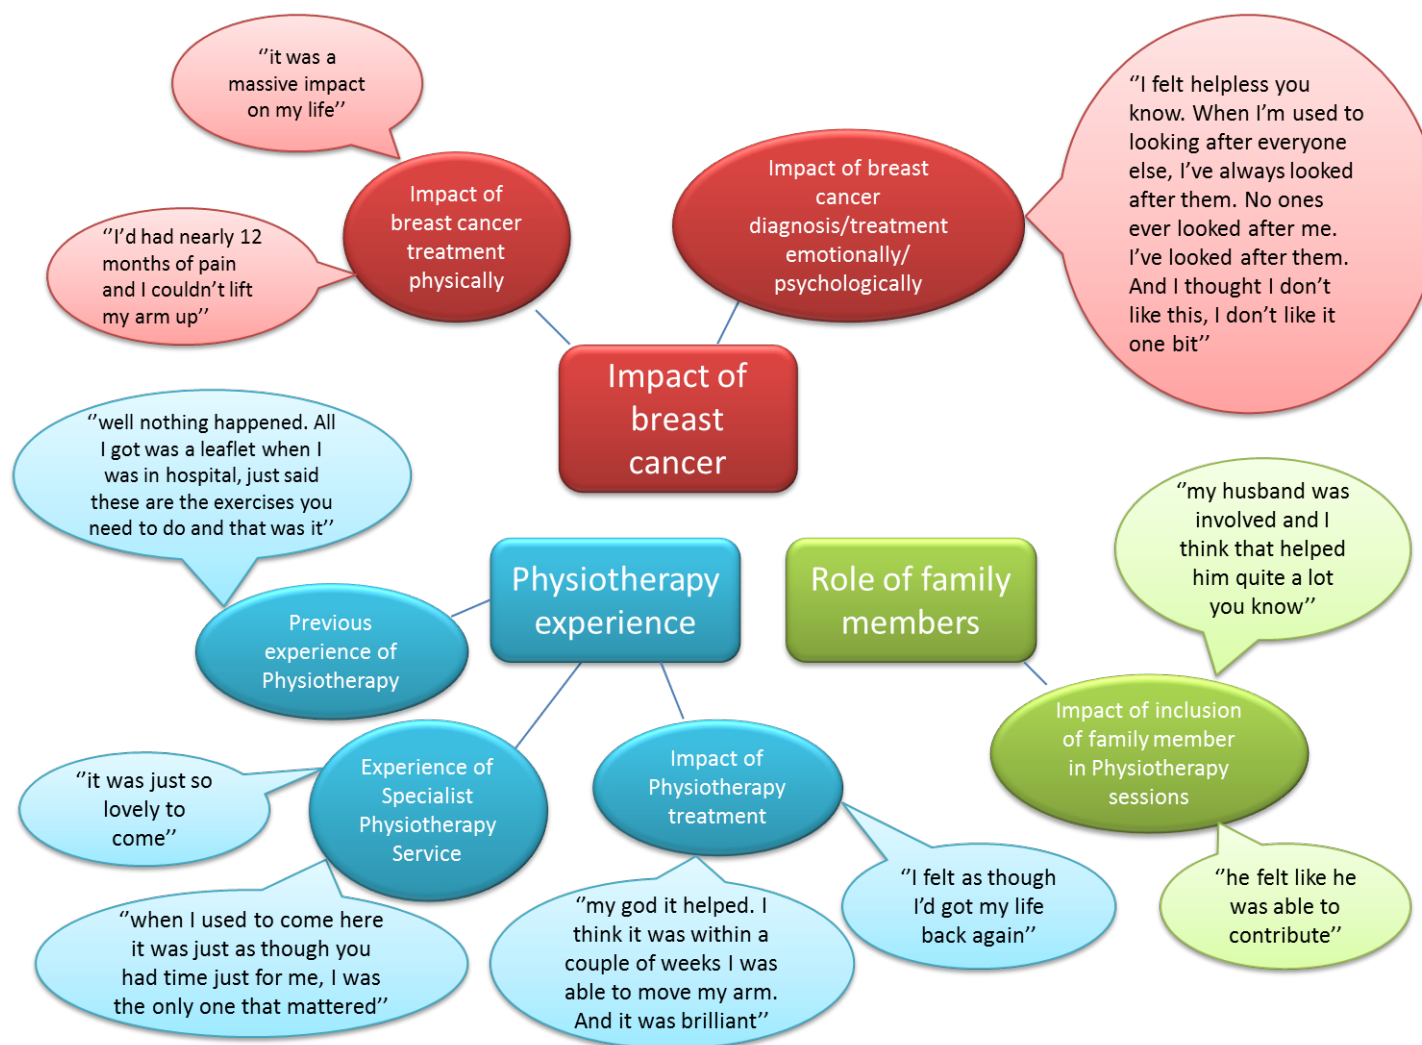 ‘’it was a
massive impact
on my life’’
Impact of
breast cancer
treatment
physically
‘’I’d had nearly 12
months of pain
and I couldn’t lift
my arm up’’
Impact of breast
cancer
diagnosis/treatment
emotionally/
psychologically
‘’I felt helpless you
know. When I’m used to
looking after everyone
else, I’ve always looked
after them. No ones
ever looked after me.
I’ve looked after them.
And I thought I don’t
like this, I don’t like it
one bit’’
Impact of
breast
cancer
‘’well nothing happened. All
I got was a leaflet when I
was in hospital, just said
these are the exercises you
need to do and that was it’’
Physiotherapy
experience
Previous
experience of
Physiotherapy
Role of family
members
‘’my husband was
involved and I
think that helped
him quite a lot
you know’’
Impact of inclusion
of family member
in Physiotherapy
sessions
‘’it was just so
lovely to
come’’
Experience of
Specialist
Physiotherapy
Service
Impact of
Physiotherapy
treatment
‘’when I used to come here
it was just as though you
had time just for me, I was
the only one that mattered’’
‘’my god it helped. I
think it was within a
couple of weeks I was
able to move my arm.
And it was brilliant’’
‘’I felt as though
I’d got my life
back again’’
‘’he felt like he
was able to
contribute’’